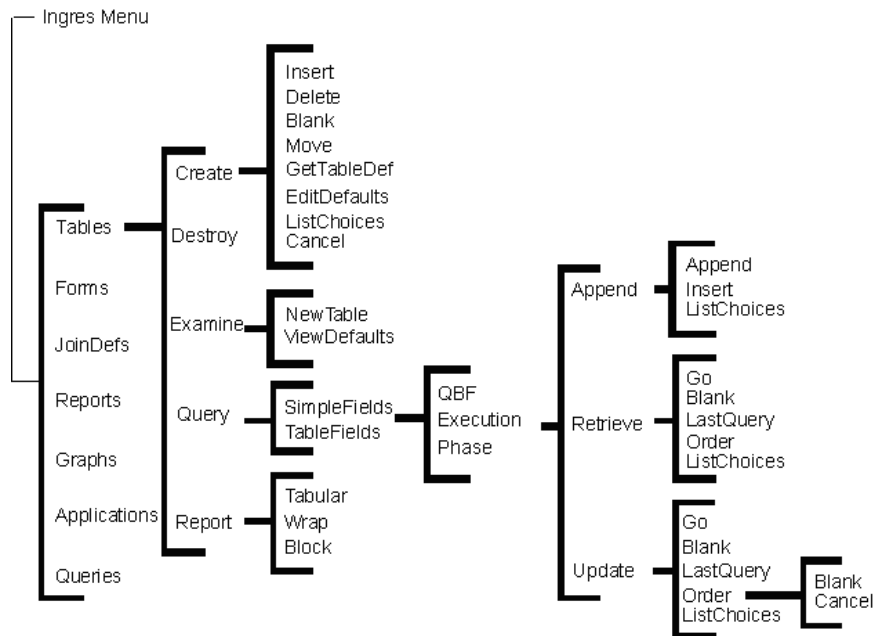 Ingres Menu
Tables
Forms
JoinDefs
Reports
Graphs
Applications
Queries
Create
Destroy
Examine
Query
Report
Insert
Delete
Blank
Move
GetTableDef
EditDefaults
ListChoices
Cancel
NewTable
ViewDefaults
SimpleFields
TableFields
Tabular
Wrap
Block
QBF
Execution
Phase
Append
Retrieve
Update
Append
Insert
ListChoices
Go
Blank
LastQuery
Order
ListChoices
Go
Blank
LastQuery
Order
ListChoices
Blank
Cancel